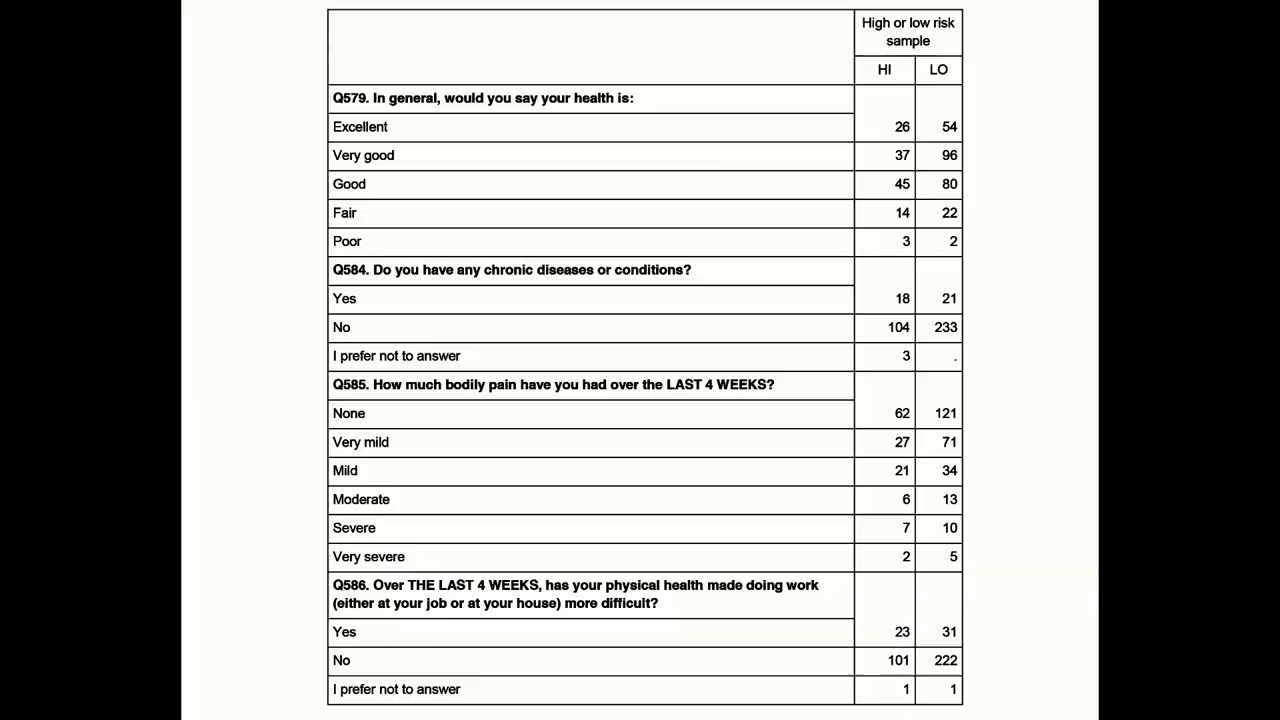 High or low risk
sample
HI LO
Q579. In general, would you say your health is:
Excellent 26 54
Very good 37 96
Good 45 80
Fair 14 22
Poor 3 2
Q584. Do you have any chronic diseases or conditions?
Yes 18 21
No 104 233
I prefer not to answer 3 .
Q585. How much bodily pain have you had over the LAST 4 WEEKS?
None 62 121
Very mild 27 71
Mild 21 34
Moderate 6 13
Severe 7 10
Very severe 2 5
Q586. Over THE LAST 4 WEEKS, has your physical health made doing work
(either at your job or at your house) more difficult?
Yes 23 31
No 101 222
I prefer not to answer 1 1